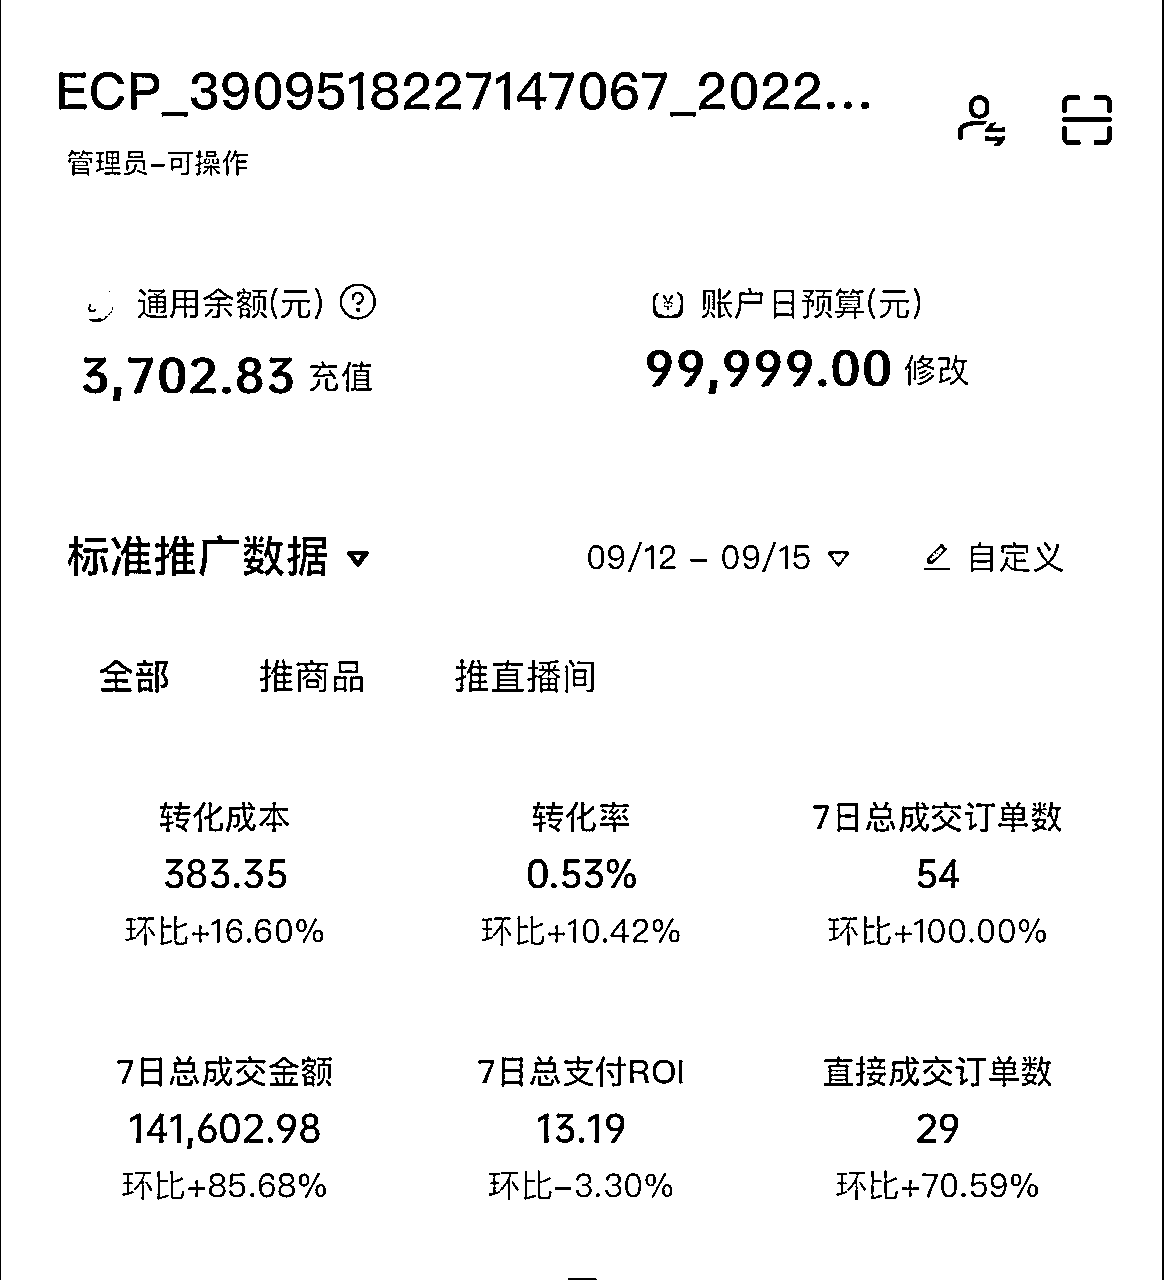 ECP_3909518227147067_2022...
管理员-可操作
通用余额(元) 账户日预算(元)
3,702.83 充值 99,999.00 修改
标准推广数据 09/12 - 09/15 自定义
全部 推商品 推直播间
转化成本 转化率 7日总成交订单数
383.35 0.53% 54
环比+16.60% 环比+10.42% 环比+100.00%
7日总成交金额 7日总支付ROI 直接成交订单数
141,602.98 13.19 29
环比+85.68% 环比-3.30% 环比+70.59%